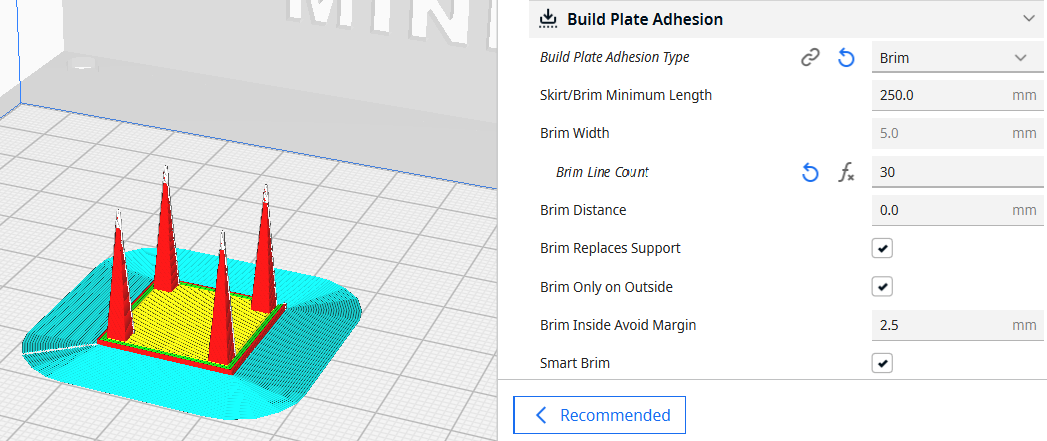 MINI
Build Plate Adhesion
Build Plate Adhesion Type Brim
Skirt/Brim Minimum Length 250.0 mm
Brim Width 5.0 mm
Brim Line Count fx 30
Brim Distance 0.0 mm
Brim Replaces Support
Brim Only on Outside
Brim Inside Avoid Margin 2.5 mm
Smart Brim
Recommended